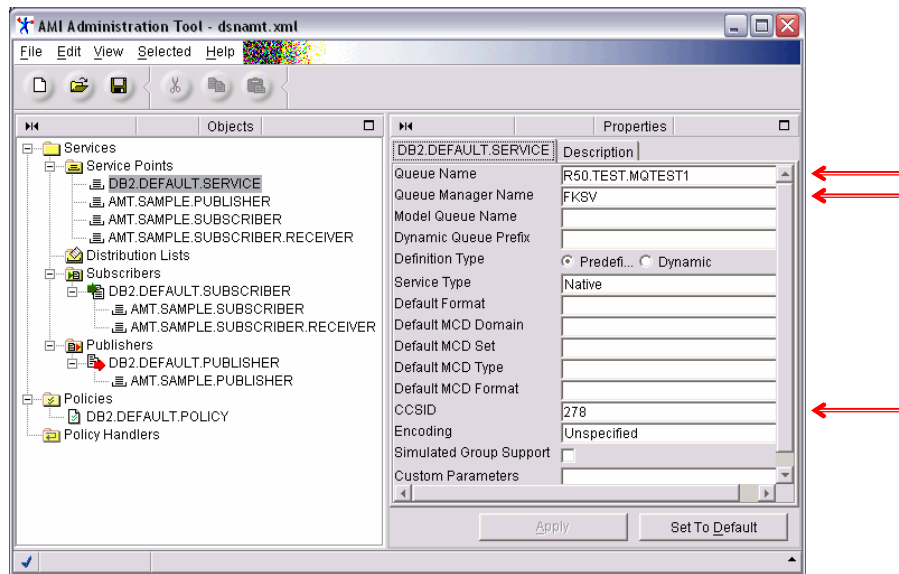 AMI Administration Tool - dsnamt.xml
File Edit View Selected Help
Objects
Services
Service Points
DB2.DEFAULT.SERVICE
AMT.SAMPLE.PUBLISHER
AMT.SAMPLE.SUBSCRIBER
AMT.SAMPLE.SUBSCRIBER.RECEIVER
Distribution Lists
Subscribers
DB2.DEFAULT.SUBSCRIBER
AMT.SAMPLE.SUBSCRIBER
AMT.SAMPLE.SUBSCRIBER.RECEIVER
Publishers
DB2.DEFAULT.PUBLISHER
AMT.SAMPLE.PUBLISHER
Policies
DB2.DEFAULT.POLICY
Policy Handlers
Properties
DB2.DEFAULT.SERVICE Description
Queue Name R50.TEST.MQTEST1
Queue Manager Name FKSV
Model Queue Name
Dynamic Queue Prefix
Definition Type Predefi... Dynamic
Service Type Native
Default Format
Default MCD Domain
Default MCD Set
Default MCD Type
Default MCD Format
CCSID 278
Encoding Unspecified
Simulated Group Support
Custom Parameters
Apply Set To Default